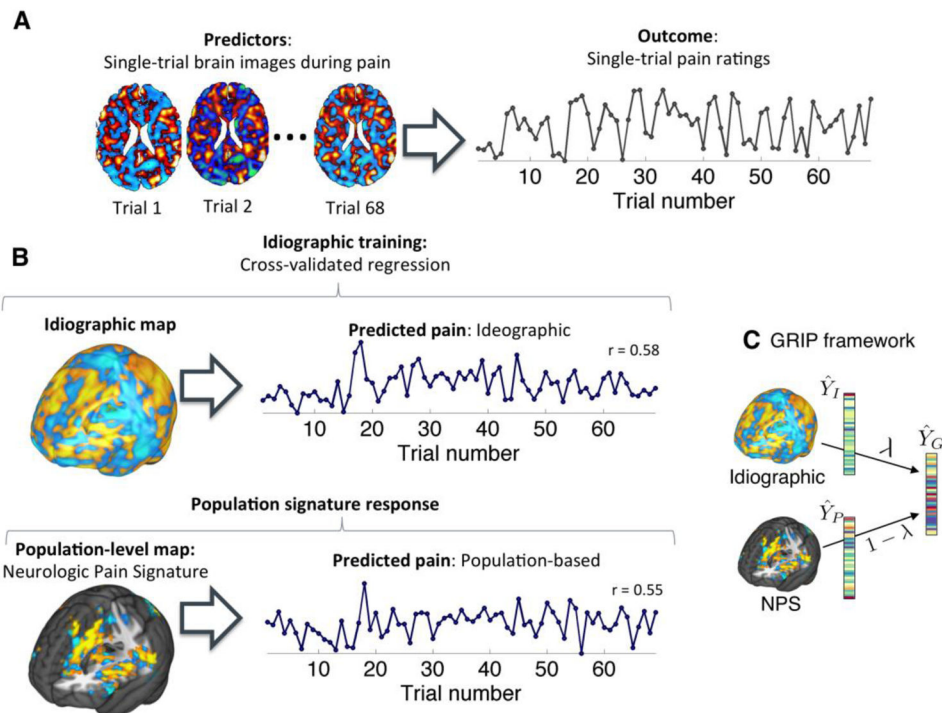 A
Predictors:
Single-trial brain images during pain
Trial 1
Trial 2
Trial 68
Outcome:
Single-trial pain ratings
10 20 30 40 50 60
Trial number
B
Idiographic training:
Cross-validated regression
Idiographic map
Predicted pain: Ideographic
r = 0.58
10 20 30 40 50 60
Trial number
Population signature response
Population-level map:
Neurologic Pain Signature
Predicted pain: Population-based
r = 0.55
10 20 30 40 50 60
Trial number
C GRIP framework
Ŷ_I
Idiographic
λ
Ŷ_G
Ŷ_P
1 − λ
NPS